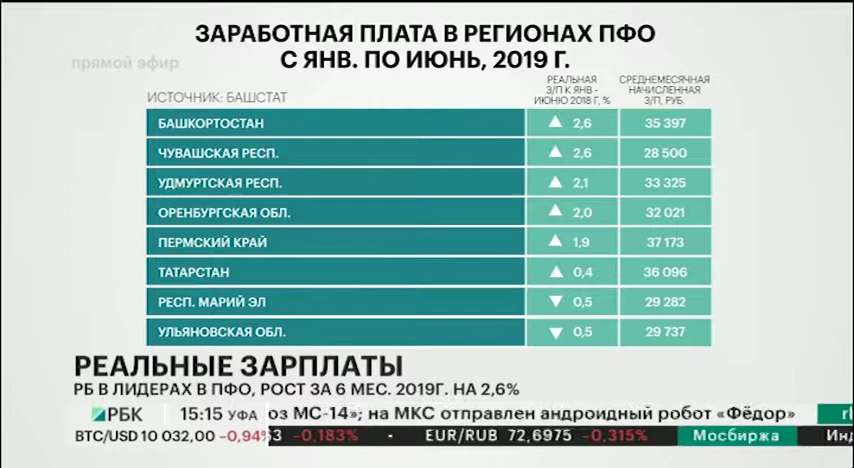 ЗАРАБОТНАЯ ПЛАТА В РЕГИОНАХ ПФО
С ЯНВ. ПО ИЮНЬ, 2019 Г.
прямой эфир
ИСТОЧНИК: БАШСТАТ
РЕАЛЬНАЯ
З/П К ЯНВ -
ИЮНЮ 2018 Г, %
СРЕДНЕМЕСЯЧНАЯ
НАЧИСЛЕННАЯ
З/П, РУБ.
БАШКОРТОСТАН ▲ 2,6 35 397
ЧУВАШСКАЯ РЕСП. ▲ 2,6 28 500
УДМУРТСКАЯ РЕСП. ▲ 2,1 33 325
ОРЕНБУРГСКАЯ ОБЛ. ▲ 2,0 32 021
ПЕРМСКИЙ КРАЙ ▲ 1,9 37 173
ТАТАРСТАН ▲ 0,4 36 096
РЕСП. МАРИЙ ЭЛ ▼ 0,5 29 282
УЛЬЯНОВСКАЯ ОБЛ. ▼ 0,5 29 737
РЕАЛЬНЫЕ ЗАРПЛАТЫ
РБ В ЛИДЕРАХ В ПФО, РОСТ ЗА 6 МЕС. 2019Г. НА 2,6%
РБК 15:15 УФА оз МС-14»; на МКС отправлен андроидный робот «Фёдор»
BTC/USD 10 032,00 -0,94% 3 -0,183% · EUR/RUB 72,6975 -0,315% Мосбиржа Инд